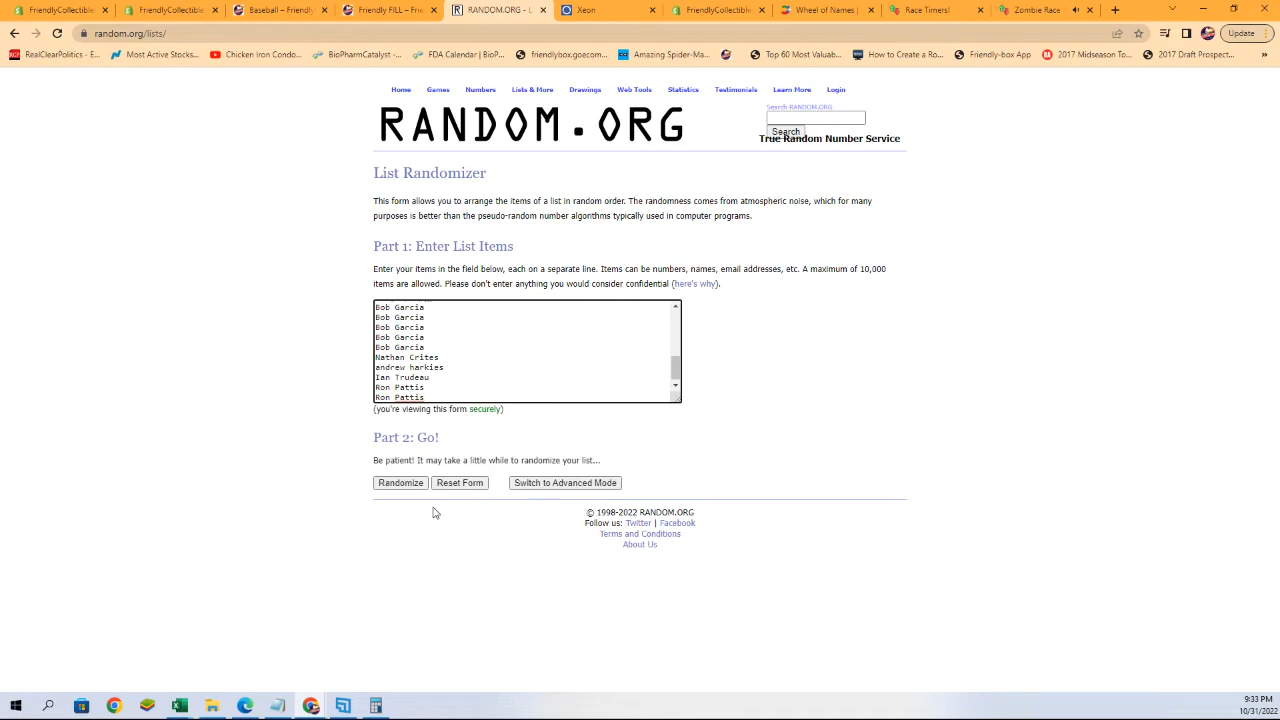 FriendlyCollectible
FriendlyCollectible
Baseball – Friendly
Friendly FILL – Fri
RANDOM.ORG - L
Xeon
FriendlyCollectible
Wheel of Names |
Race Timers!
Zombie Race
random.org/lists/
Update
RealClearPolitics -
Most Active Stocks...
Chicken Iron Condo...
BioPharmCatalyst -...
FDA Calendar | BioP...
friendlybox.goecom...
Amazing Spider-Ma...
Top 60 Most Valuab...
How to Create a Ro...
Friendly-box App
2017 Midseason To...
2017 Draft Prospect...
Home
Games
Numbers
Lists & More
Drawings
Web Tools
Statistics
Testimonials
Learn More
Login
RANDOM.ORG
Search RANDOM.ORG
Search
True Random Number Service
List Randomizer
This form allows you to arrange the items of a list in random order. The randomness comes from atmospheric noise, which for many
purposes is better than the pseudo-random number algorithms typically used in computer programs.
Part 1: Enter List Items
Enter your items in the field below, each on a separate line. Items can be numbers, names, email addresses, etc. A maximum of 10,000
items are allowed. Please don't enter anything you would consider confidential (here's why).
Bob Garcia
Bob Garcia
Bob Garcia
Bob Garcia
Bob Garcia
Nathan Crites
andrew harkies
Ian Trudeau
Ron Pattis
Ron Pattis
(you're viewing this form securely)
Part 2: Go!
Be patient! It may take a little while to randomize your list...
Randomize
Reset Form
Switch to Advanced Mode
© 1998-2022 RANDOM.ORG
Follow us: Twitter | Facebook
Terms and Conditions
About Us
9:33 PM
10/31/2022